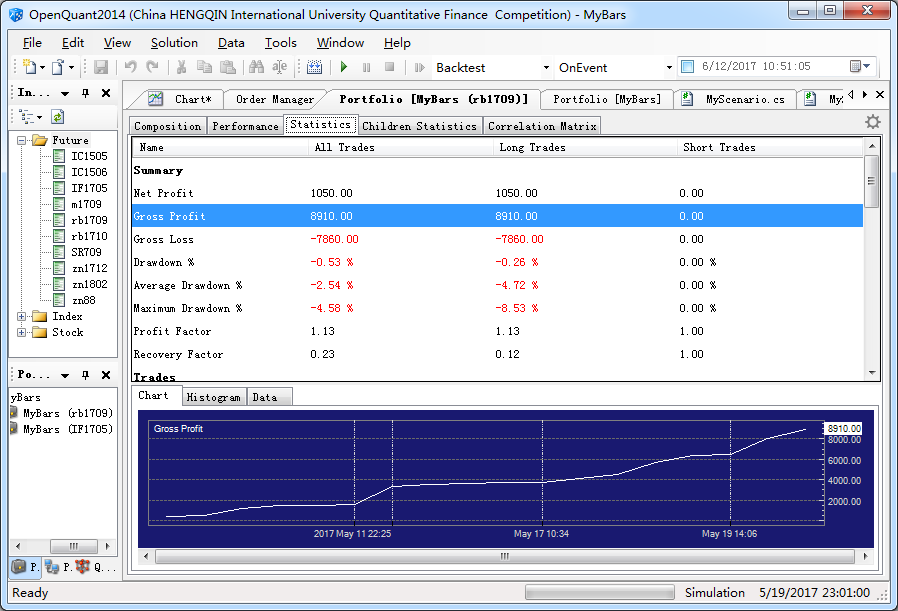 OpenQuant2014 (China HENGQIN International University Quantitative Finance Competition) - MyBars
File Edit View Solution Data Tools Window Help
Backtest OnEvent 6/12/2017 10:51:05
In...
Chart* Order Manager Portfolio [MyBars (rb1709)] Portfolio [MyBars] MyScenario.cs My
Composition Performance Statistics Children Statistics Correlation Matrix
Future
IC1505
IC1506
IF1705
m1709
rb1709
rb1710
SR709
zn1712
zn1802
zn88
Index
Stock
Name All Trades Long Trades Short Trades
Summary
Net Profit 1050.00 1050.00 0.00
Gross Profit 8910.00 8910.00 0.00
Gross Loss -7860.00 -7860.00 0.00
Drawdown % -0.53 % -0.26 % 0.00 %
Average Drawdown % -2.54 % -4.72 % 0.00 %
Maximum Drawdown % -4.58 % -8.53 % 0.00 %
Profit Factor 1.13 1.13 1.00
Recovery Factor 0.23 0.12 1.00
Trades
Po...
yBars
MyBars (rb1709)
MyBars (IF1705)
P. P. Q...
Chart Histogram Data
Gross Profit
8910.00
8000.00
6000.00
4000.00
2000.00
2017 May 11 22:25 May 17 10:34 May 19 14:06
Ready Simulation 5/19/2017 23:01:00